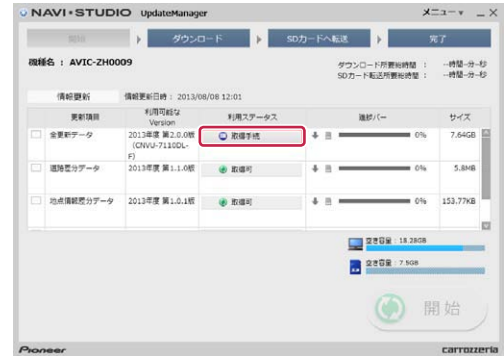 NAVI・STUDIO UpdateManager メニュー
開始 ダウンロード SDカードへ転送 完了
機種名 : AVIC-ZH0009
ダウンロード所要総時間 : --時間-分-秒
SDカード転送所要総時間 : --時間-分-秒
情報更新 情報更新日時 : 2013/08/08 12:01
更新項目 利用可能な Version 利用ステータス 進捗バー サイズ
全更新データ 2013年度 第2.0.0版 (CNVU-7110DL-F) 取得手続 0% 7.64GB
道路差分データ 2013年度 第1.1.0版 取得可 0% 5.8MB
地点情報差分データ 2013年度 第1.0.1版 取得可 0% 153.77KB
空き容量 : 18.28GB
空き容量 : 7.5GB
開始
Pioneer carrozzeria